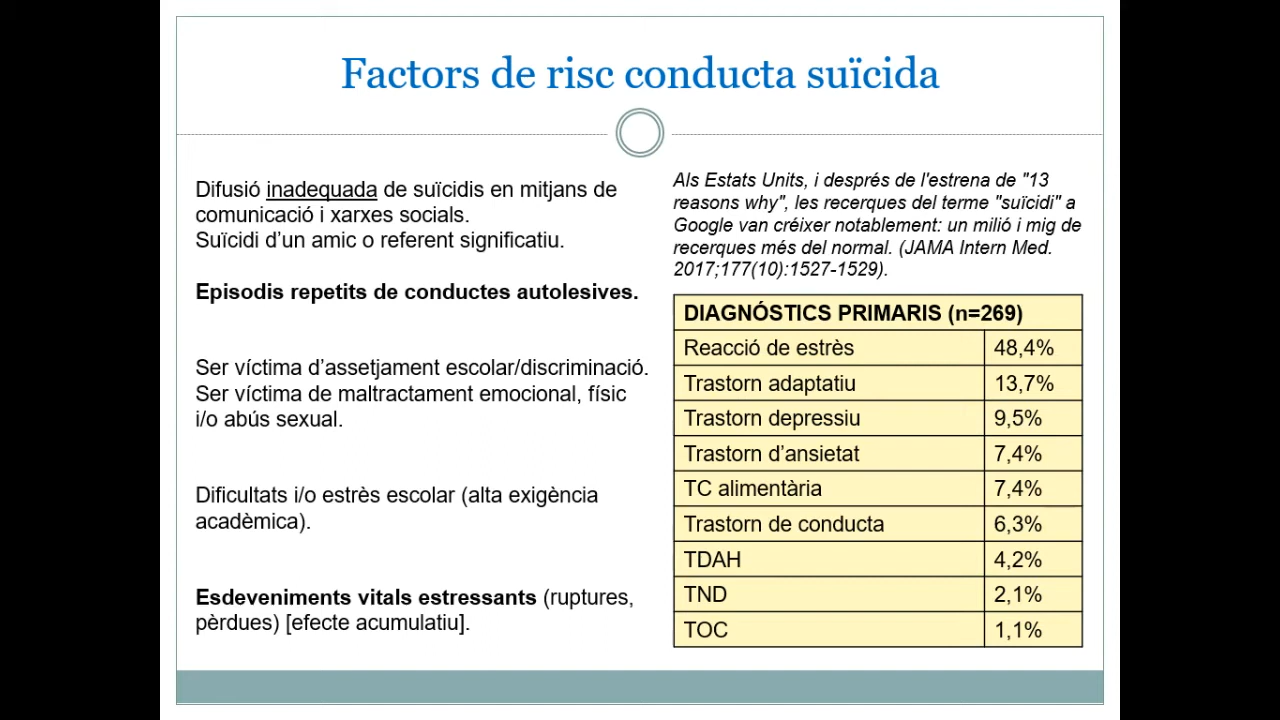 Factors de risc conducta suïcida
Difusió inadequada de suïcidis en mitjans de
comunicació i xarxes socials.
Suïcidi d’un amic o referent significatiu.
Episodis repetits de conductes autolesives.
Ser víctima d’assetjament escolar/discriminació.
Ser víctima de maltractament emocional, físic
i/o abús sexual.
Dificultats i/o estrès escolar (alta exigència
acadèmica).
Esdeveniments vitals estressants (ruptures,
pèrdues) [efecte acumulatiu].
Als Estats Units, i després de l'estrena de "13
reasons why", les recerques del terme "suïcidi" a
Google van créixer notablement: un milió i mig de
recerques més del normal. (JAMA Intern Med.
2017;177(10):1527-1529).
DIAGNÓSTICS PRIMARIS (n=269)
Reacció de estrès 48,4%
Trastorn adaptatiu 13,7%
Trastorn depressiu 9,5%
Trastorn d’ansietat 7,4%
TC alimentària 7,4%
Trastorn de conducta 6,3%
TDAH 4,2%
TND 2,1%
TOC 1,1%